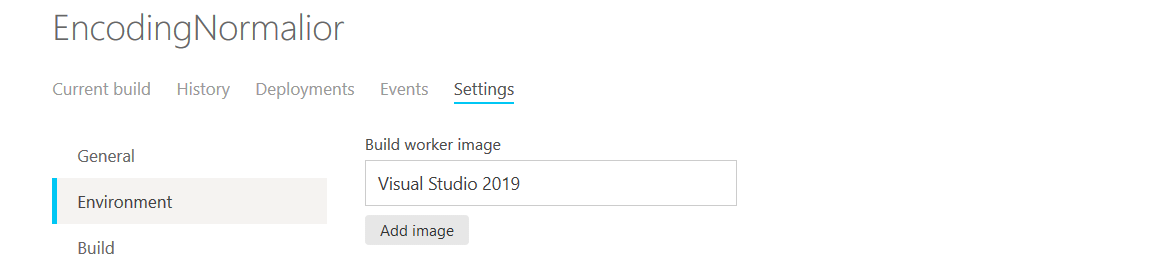 EncodingNormalior
Current build History Deployments Events Settings
General
Environment
Build
Build worker image
Visual Studio 2019
Add image